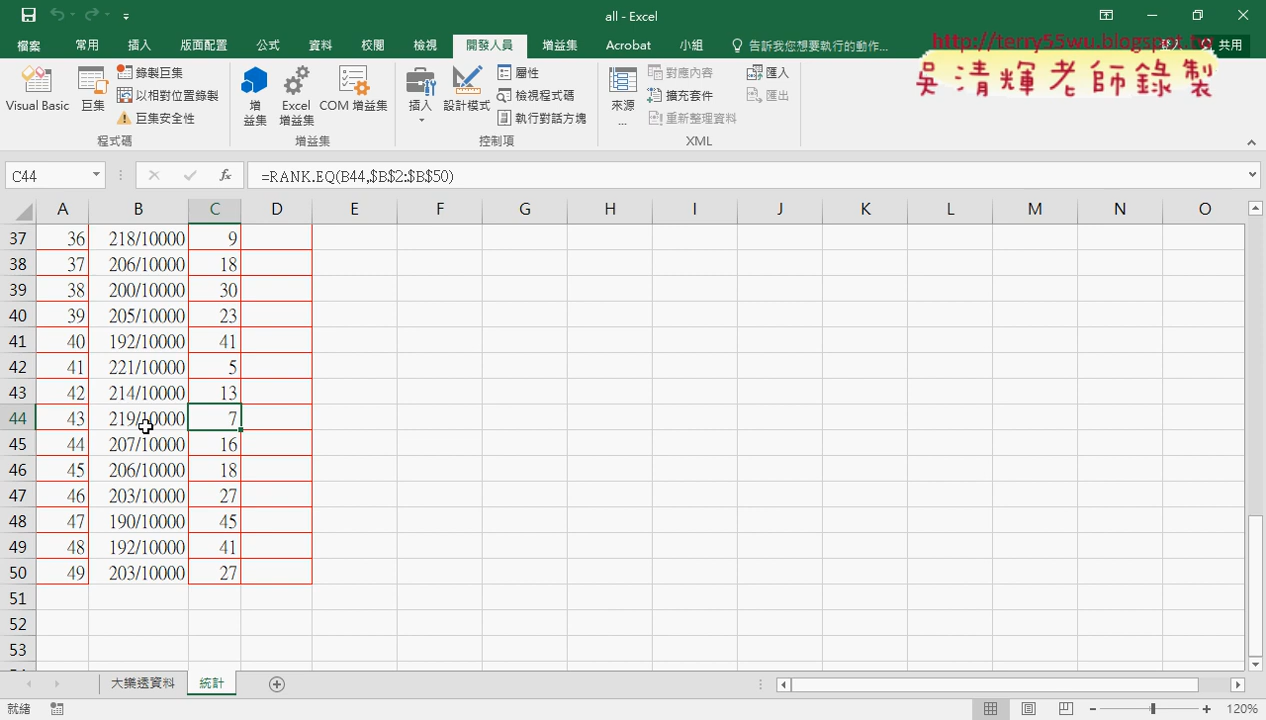 all - Excel
檔案 常用 插入 版面配置 公式 資料 校閱 檢視 開發人員 增益集 Acrobat 小組 告訴我您想要執行的動作... 共用
http://terry55wu.blogspot.tw
吳清輝老師錄製
Visual Basic 巨集 錄製巨集 以相對位置錄製 巨集安全性 程式碼
增益集 Excel 增益集 COM 增益集 增益集
插入 設計模式 屬性 檢視程式碼 執行對話方塊 控制項
來源... 對應內容 擴充套件 重新整理資料 匯入 匯出 XML
C44 fx =RANK.EQ(B44,$B$2:$B$50)
A B C D E F G H I J K L M N O
37 36 218/10000 9
38 37 206/10000 18
39 38 200/10000 30
40 39 205/10000 23
41 40 192/10000 41
42 41 221/10000 5
43 42 214/10000 13
44 43 219/10000 7
45 44 207/10000 16
46 45 206/10000 18
47 46 203/10000 27
48 47 190/10000 45
49 48 192/10000 41
50 49 203/10000 27
51
52
53
大樂透資料 統計
就緒 120%